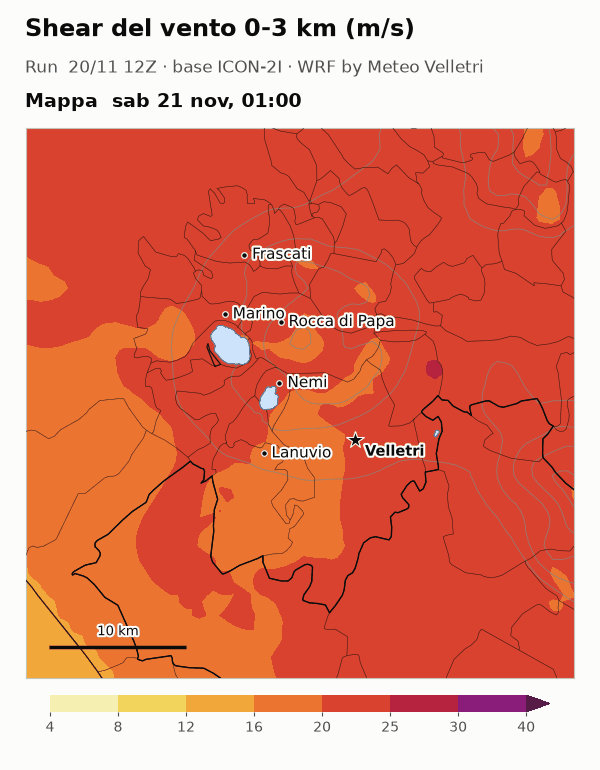 Shear del vento 0-3 km (m/s)
Run 20/11 12Z · base ICON-2I · WRF by Meteo Velletri
Mappa sab 21 nov, 01:00
Frascati
Marino
Rocca di Papa
Nemi
Velletri
Lanuvio
10 km
4 8 12 16 20 25 30 40